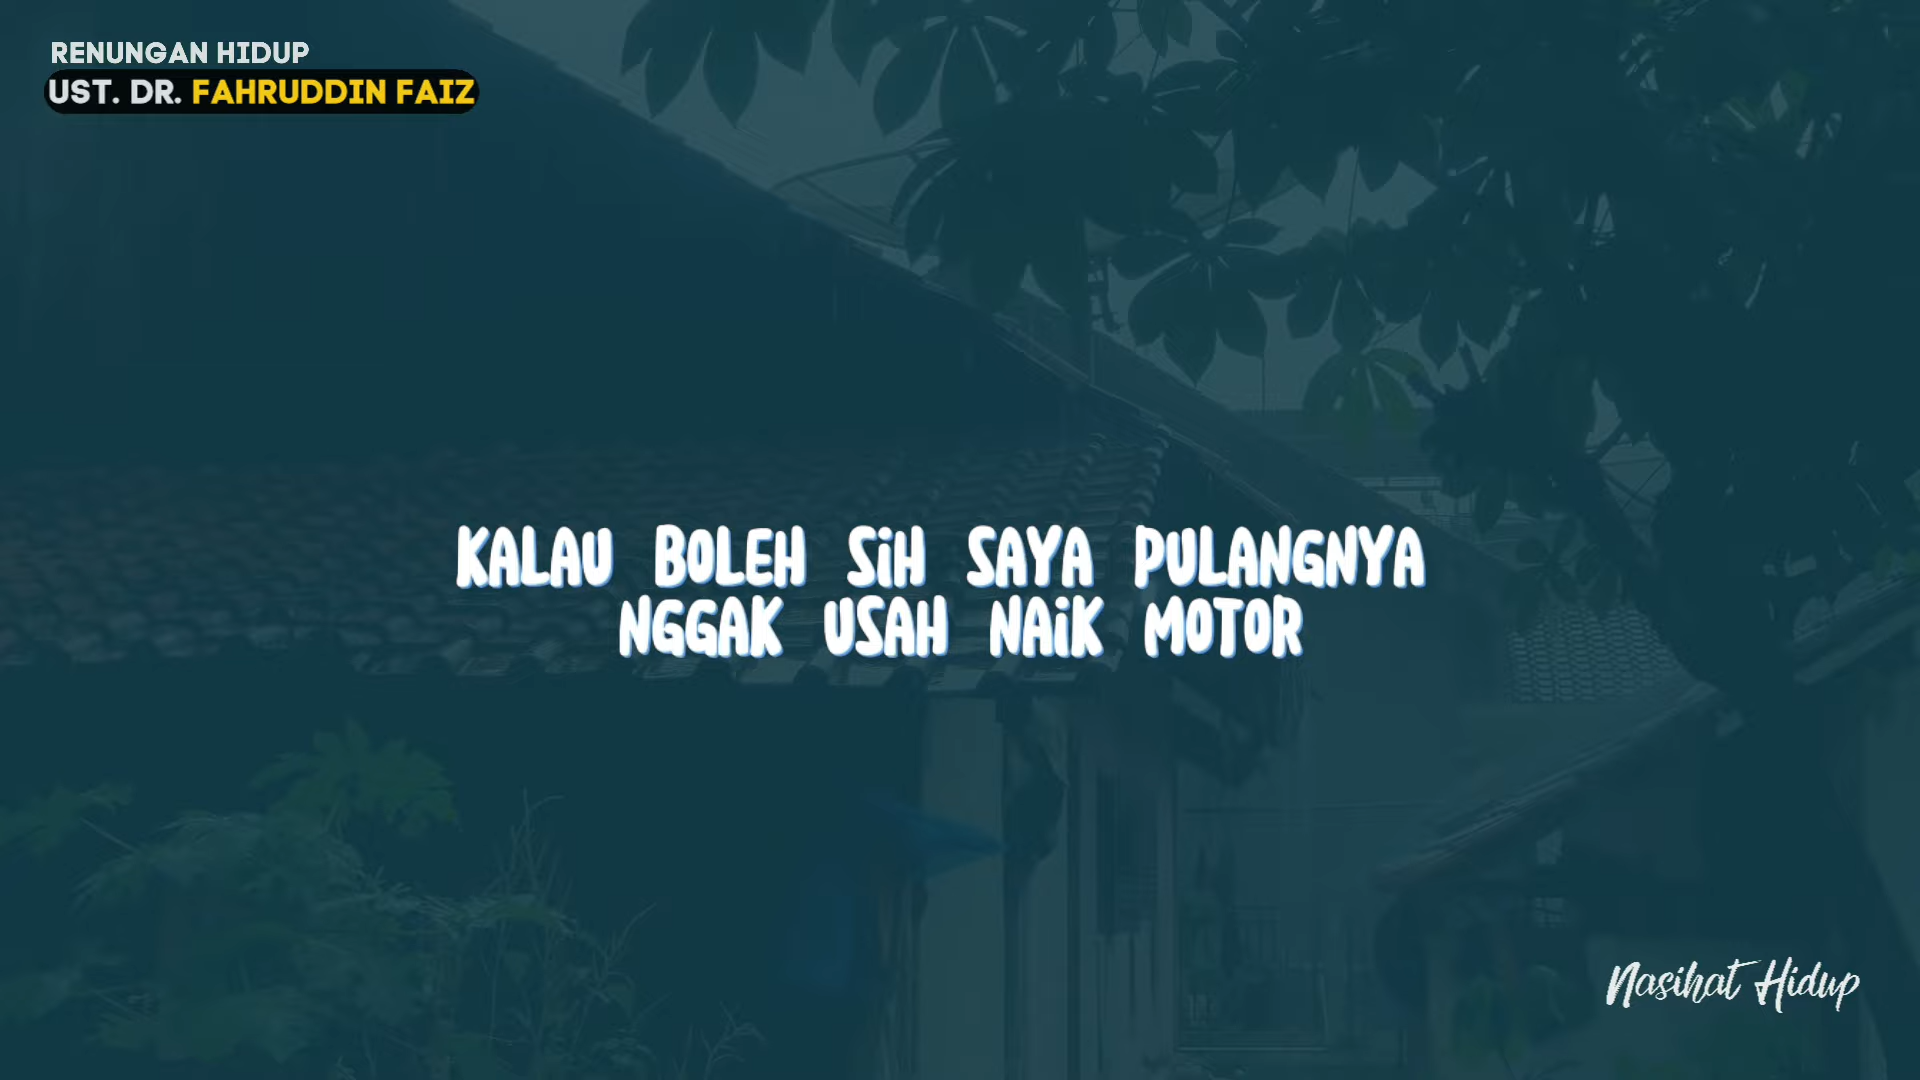 RENUNGAN HIDUP
UST. DR. FAHRUDDIN FAIZ
KALAU BOLEH SiH SAYA PULANGNYA
NGGAK USAH NAiK MOTOR
Nasihat Hidup